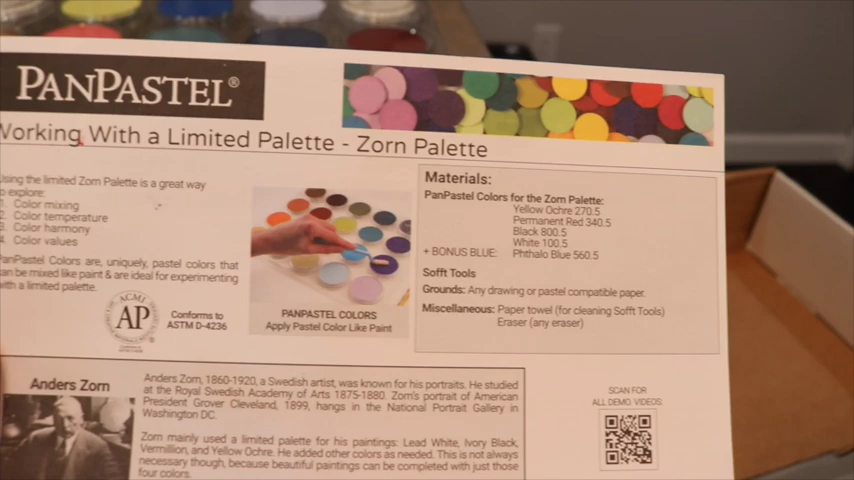 PANPASTEL®
Working With a Limited Palette - Zorn Palette
Using the limited Zorn Palette is a great way
to explore:
1. Color mixing
2. Color temperature
3. Color harmony
4. Color values
PanPastel Colors are, uniquely, pastel colors that
can be mixed like paint & are ideal for experimenting
with a limited palette.
ACMI
AP
Conforms to
ASTM D-4236
PANPASTEL COLORS
Apply Pastel Color Like Paint
Materials:
PanPastel Colors for the Zorn Palette:
Yellow Ochre 270.5
Permanent Red 340.5
Black 800.5
White 100.5
+ BONUS BLUE: Phthalo Blue 560.5
Sofft Tools
Grounds: Any drawing or pastel compatible paper.
Miscellaneous: Paper towel (for cleaning Sofft Tools)
Eraser (any eraser)
Anders Zorn
Anders Zorn, 1860-1920, a Swedish artist, was known for his portraits. He studied
at the Royal Swedish Academy of Arts 1875-1880. Zorn's portrait of American
President Grover Cleveland, 1899, hangs in the National Portrait Gallery in
Washington DC.
Zorn mainly used a limited palette for his paintings: Lead White, Ivory Black,
Vermillion, and Yellow Ochre. He added other colors as needed. This is not always
necessary though, because beautiful paintings can be completed with just those
four colors.
SCAN FOR
ALL DEMO VIDEOS: